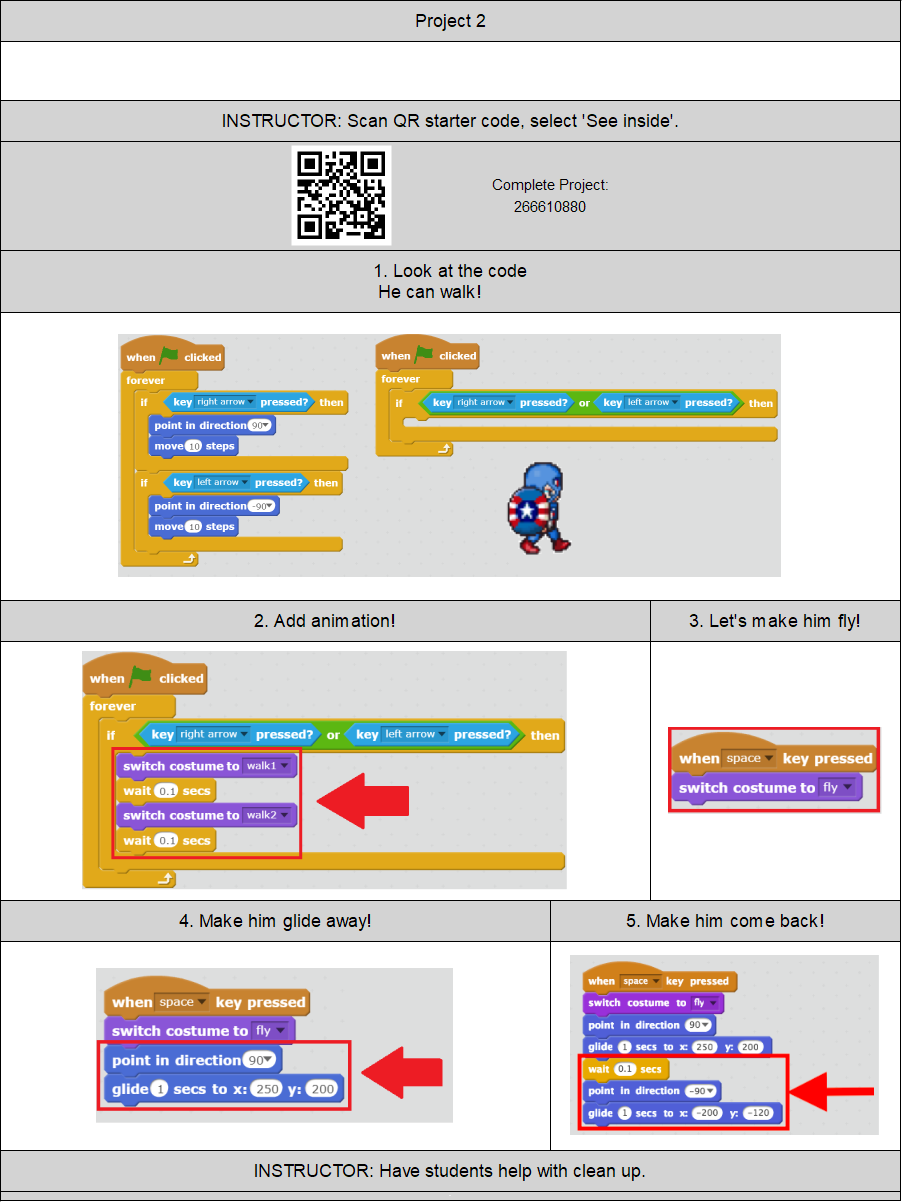 Project 2
INSTRUCTOR: Scan QR starter code, select 'See inside'.
Complete Project:
266610880
1. Look at the code
He can walk!
when clicked
forever
if key right arrow pressed? then
point in direction 90
move 10 steps
if key left arrow pressed? then
point in direction -90
move 10 steps
when clicked
forever
if key right arrow pressed? or key left arrow pressed? then
2. Add animation!
when clicked
forever
if key right arrow pressed? or key left arrow pressed? then
switch costume to walk1
wait 0.1 secs
switch costume to walk2
wait 0.1 secs
3. Let's make him fly!
when space key pressed
switch costume to fly
4. Make him glide away!
when space key pressed
switch costume to fly
point in direction 90
glide 1 secs to x: 250 y: 200
5. Make him come back!
when space key pressed
switch costume to fly
point in direction 90
glide 1 secs to x: 250 y: 200
wait 0.1 secs
point in direction -90
glide 1 secs to x: -200 y: -120
INSTRUCTOR: Have students help with clean up.